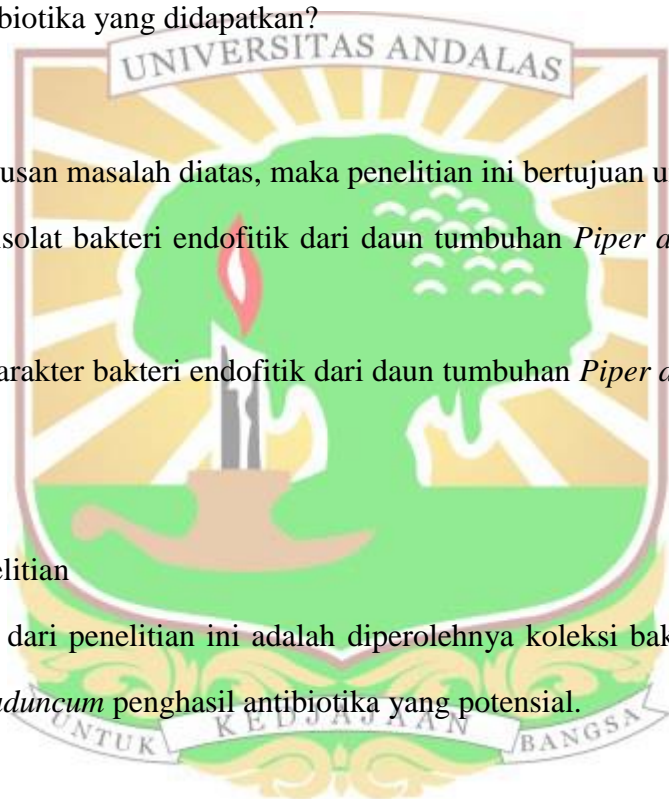 biotika yang didapatkan?
UNIVERSITAS ANDALAS
usan masalah diatas, maka penelitian ini bertujuan u
isolat bakteri endofitik dari daun tumbuhan Piper a
arakter bakteri endofitik dari daun tumbuhan Piper a
elitian
dari penelitian ini adalah diperolehnya koleksi bak
aduncum penghasil antibiotika yang potensial.
UNTUK KEDJAJAAN BANGSA